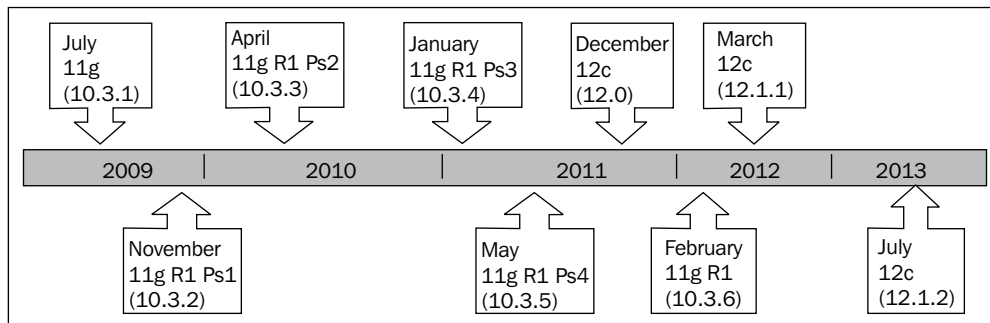 July
11g
(10.3.1)
April
11g R1 Ps2
(10.3.3)
January
11g R1 Ps3
(10.3.4)
December
12c
(12.0)
March
12c
(12.1.1)
2009
2010
2011
2012
2013
November
11g R1 Ps1
(10.3.2)
May
11g R1 Ps4
(10.3.5)
February
11g R1
(10.3.6)
July
12c
(12.1.2)